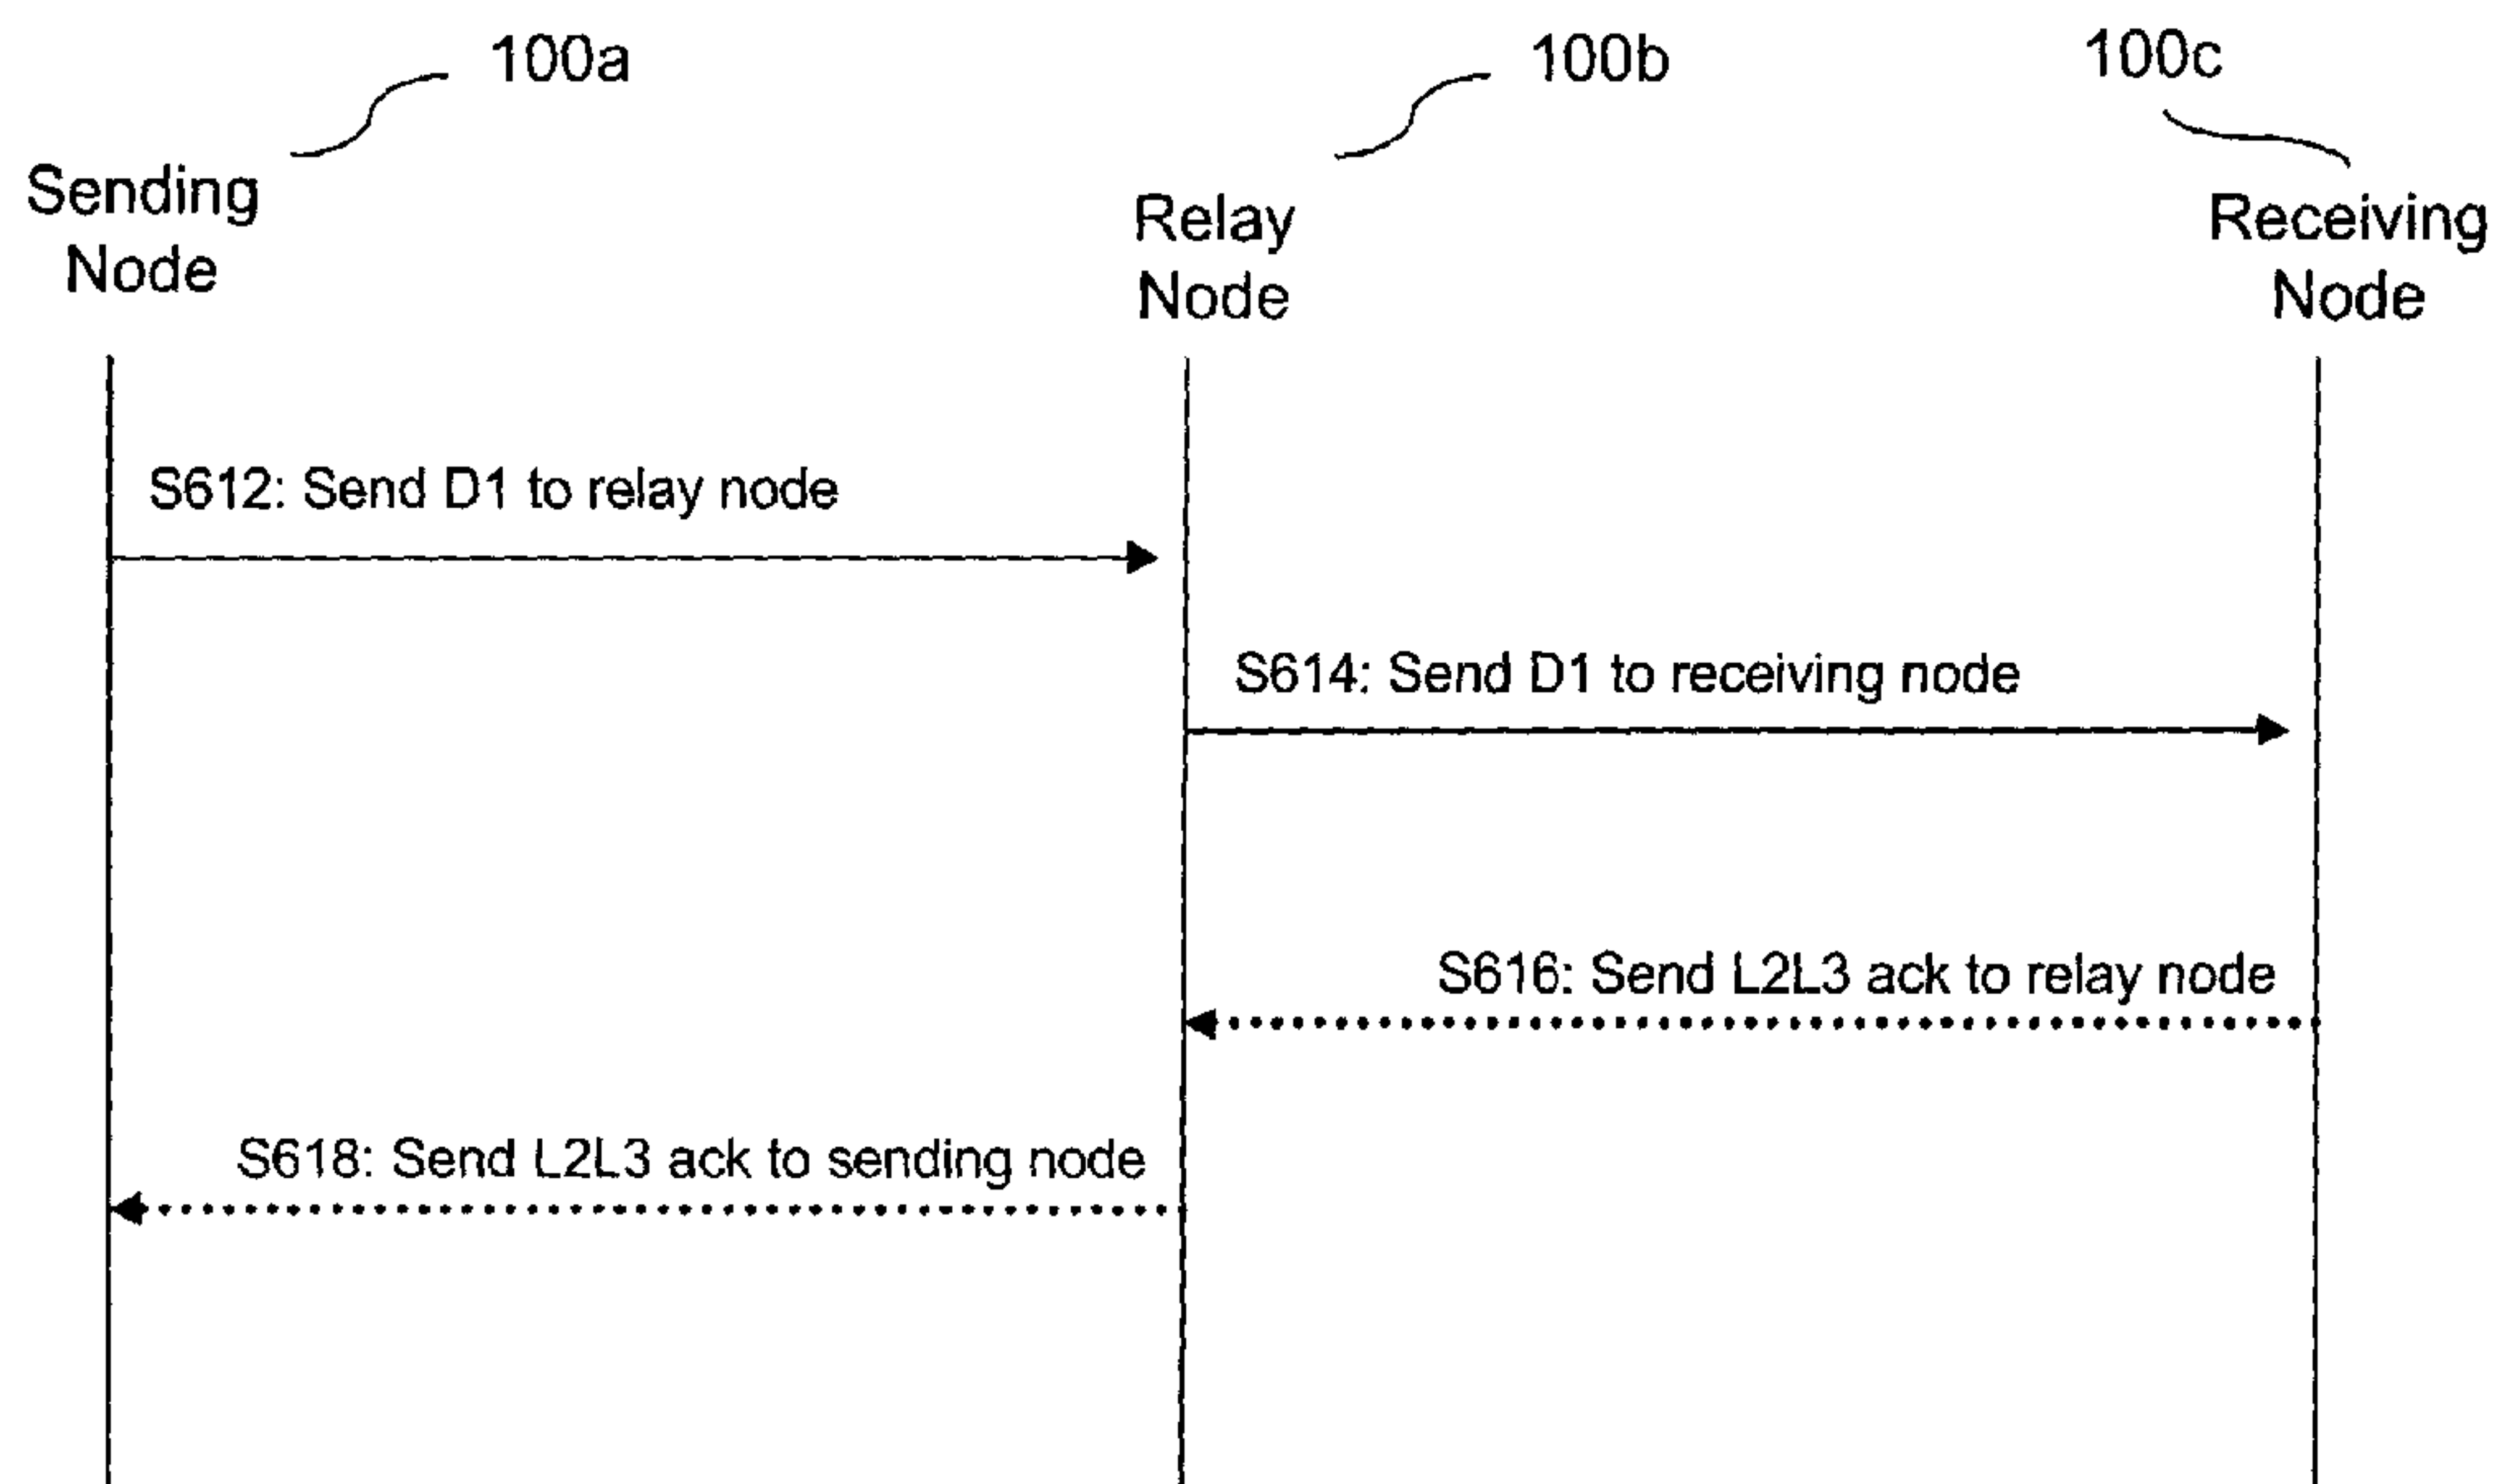 100a
100b
100c
Sending
Node
Relay
Node
Receiving
Node
S612: Send D1 to relay node
S614: Send D1 to receiving node
S616: Send L2L3 ack to relay node
S618: Send L2L3 ack to sending node